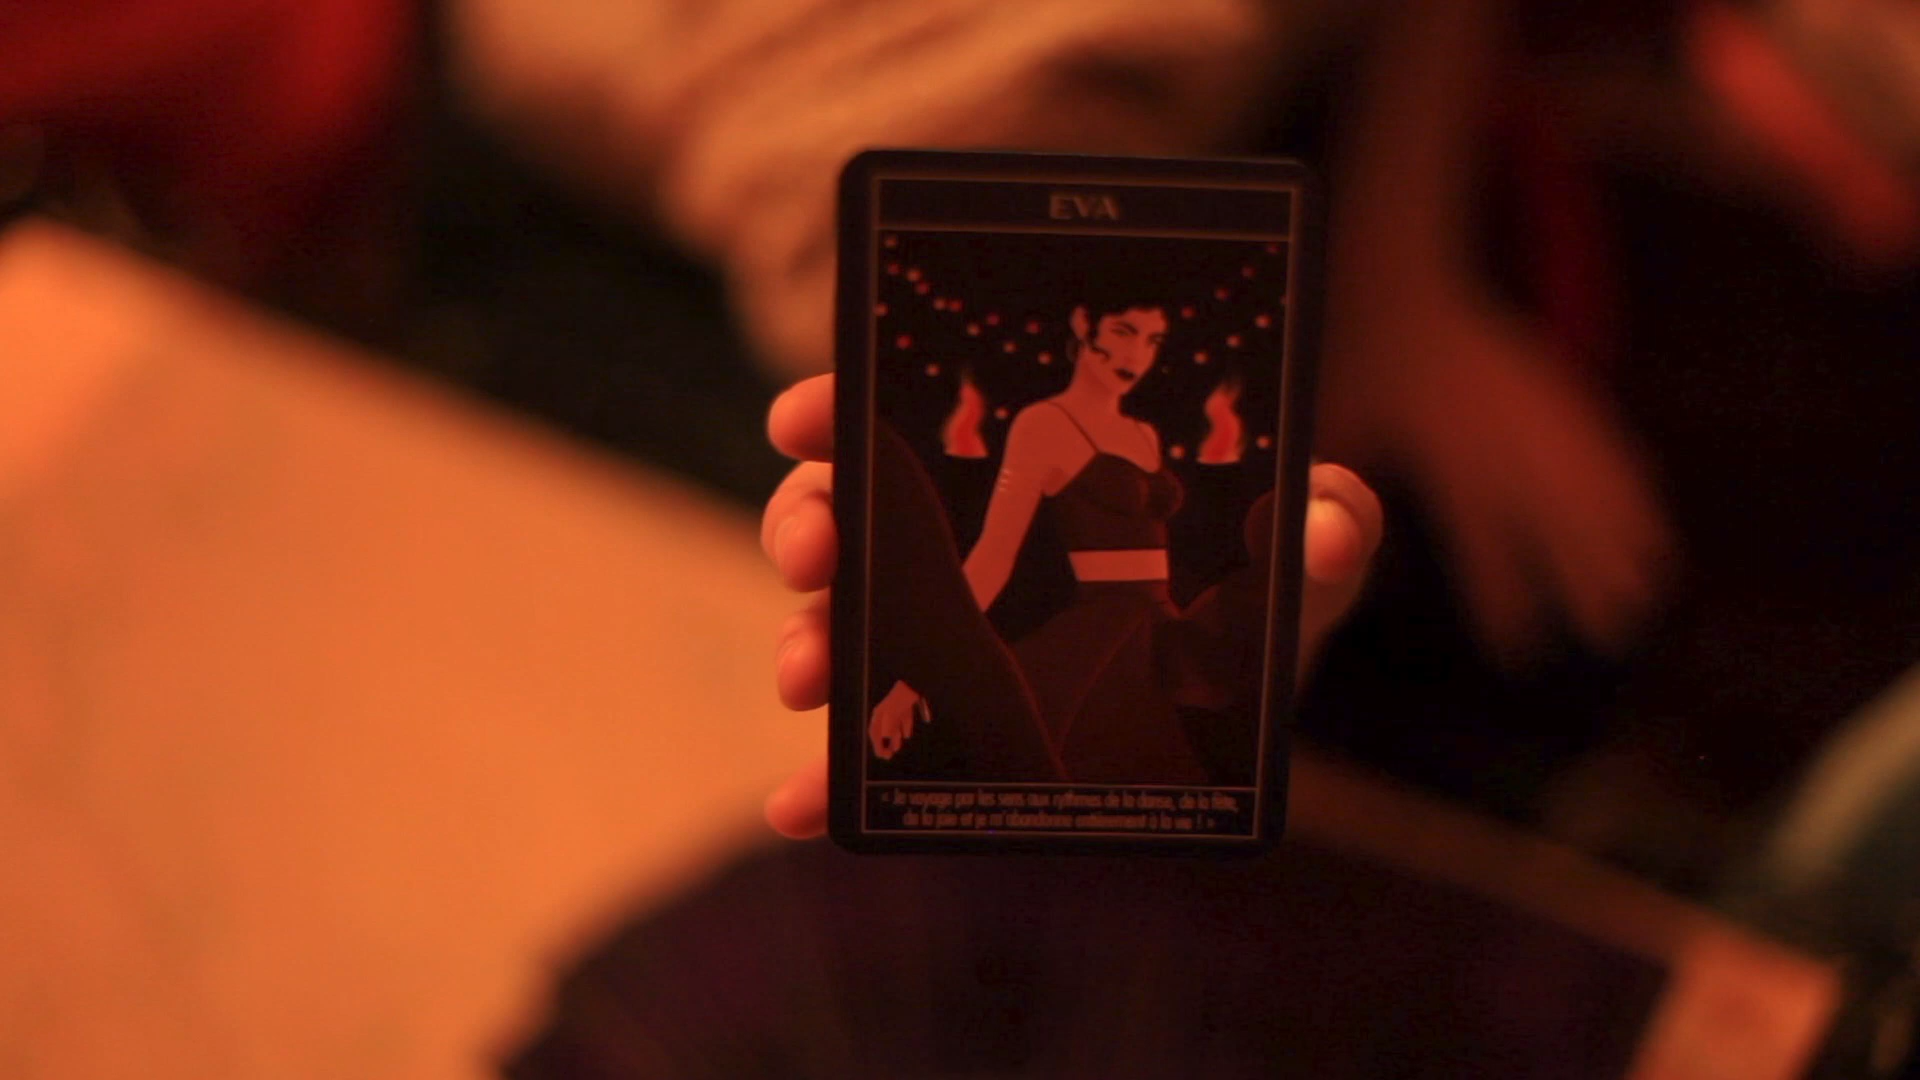 EVA
« Je voyage par les sens aux rythmes de la danse, de la fête,
de la joie et je m'abandonne entièrement à la vie ! »